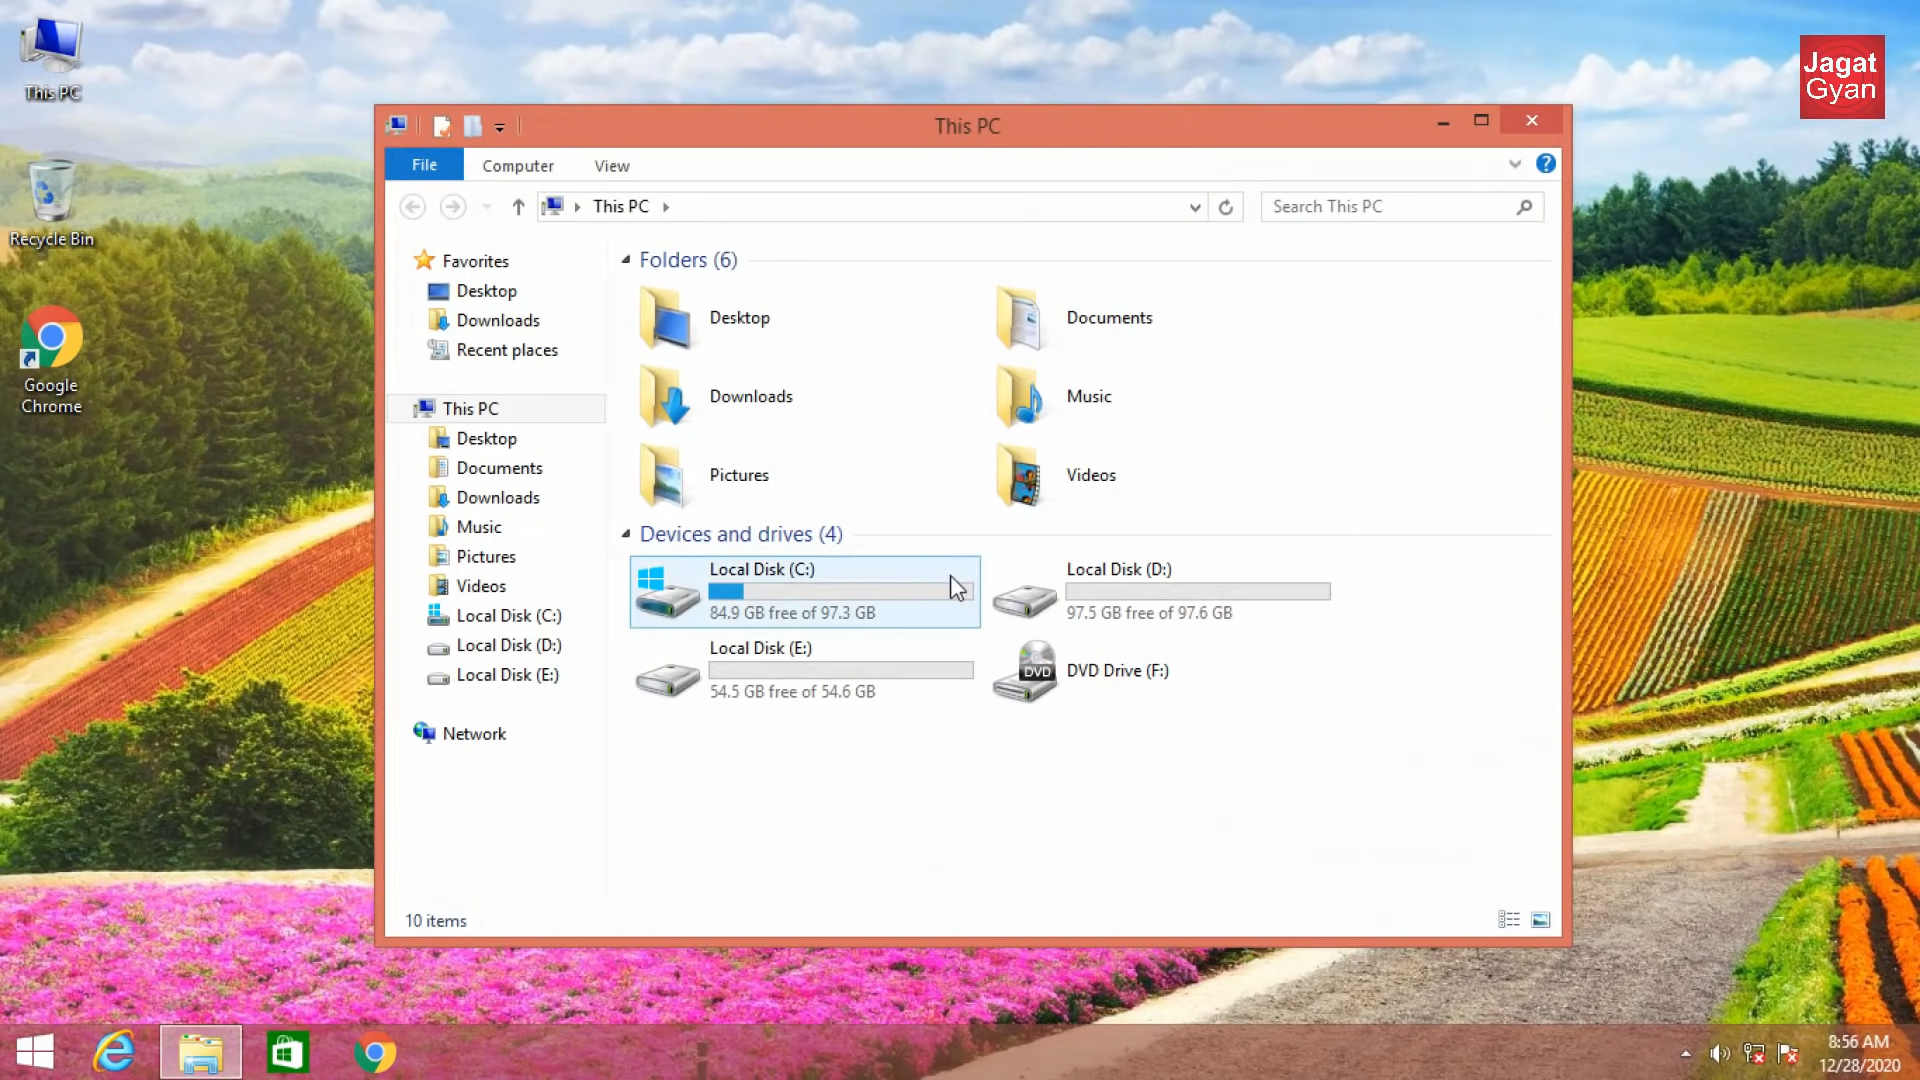 This PC
Recycle Bin
Google
Chrome
Jagat
Gyan
This PC
File
Computer
View
This PC
Search This PC
Favorites
Desktop
Downloads
Recent places
This PC
Desktop
Documents
Downloads
Music
Pictures
Videos
Local Disk (C:)
Local Disk (D:)
Local Disk (E:)
Network
Folders (6)
Desktop
Documents
Downloads
Music
Pictures
Videos
Devices and drives (4)
Local Disk (C:)
84.9 GB free of 97.3 GB
Local Disk (D:)
97.5 GB free of 97.6 GB
Local Disk (E:)
54.5 GB free of 54.6 GB
DVD
DVD Drive (F:)
10 items
8:56 AM
12/28/2020